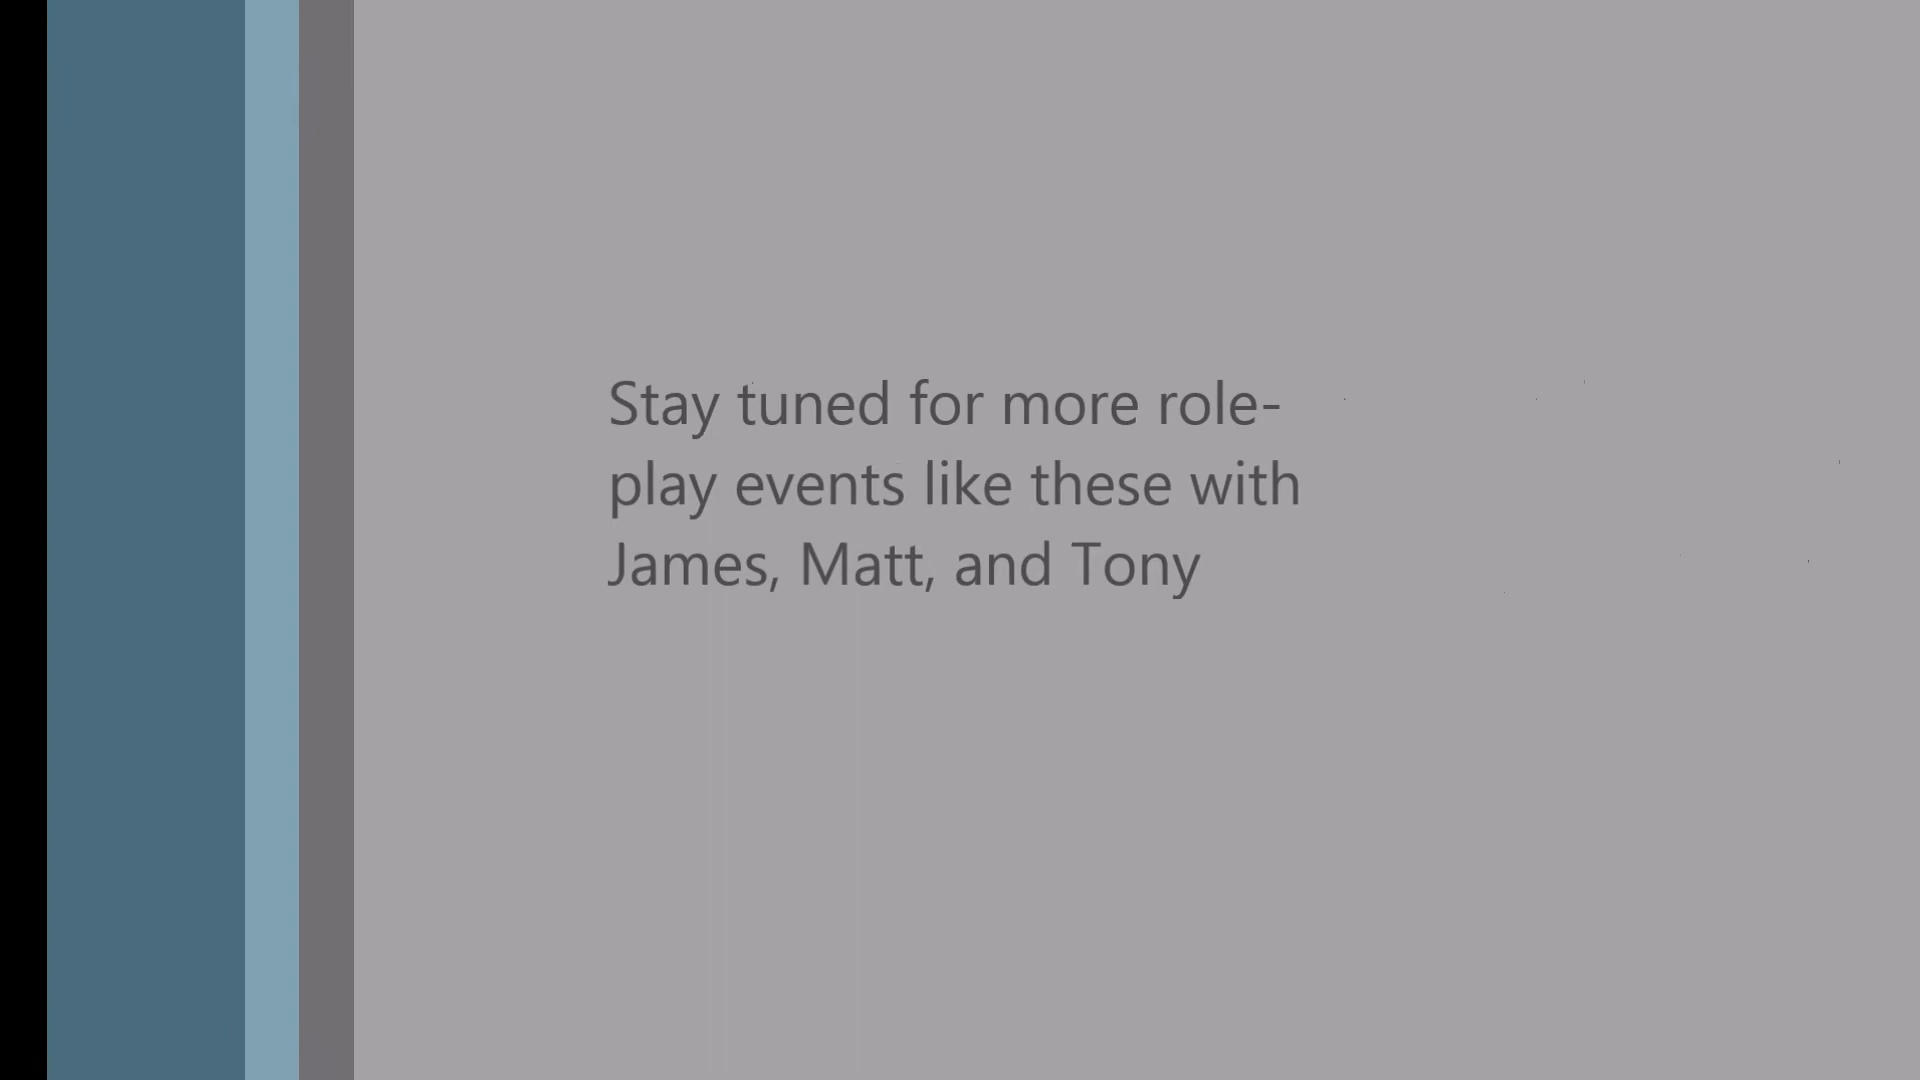 Stay tuned for more role-
play events like these with
James, Matt, and Tony